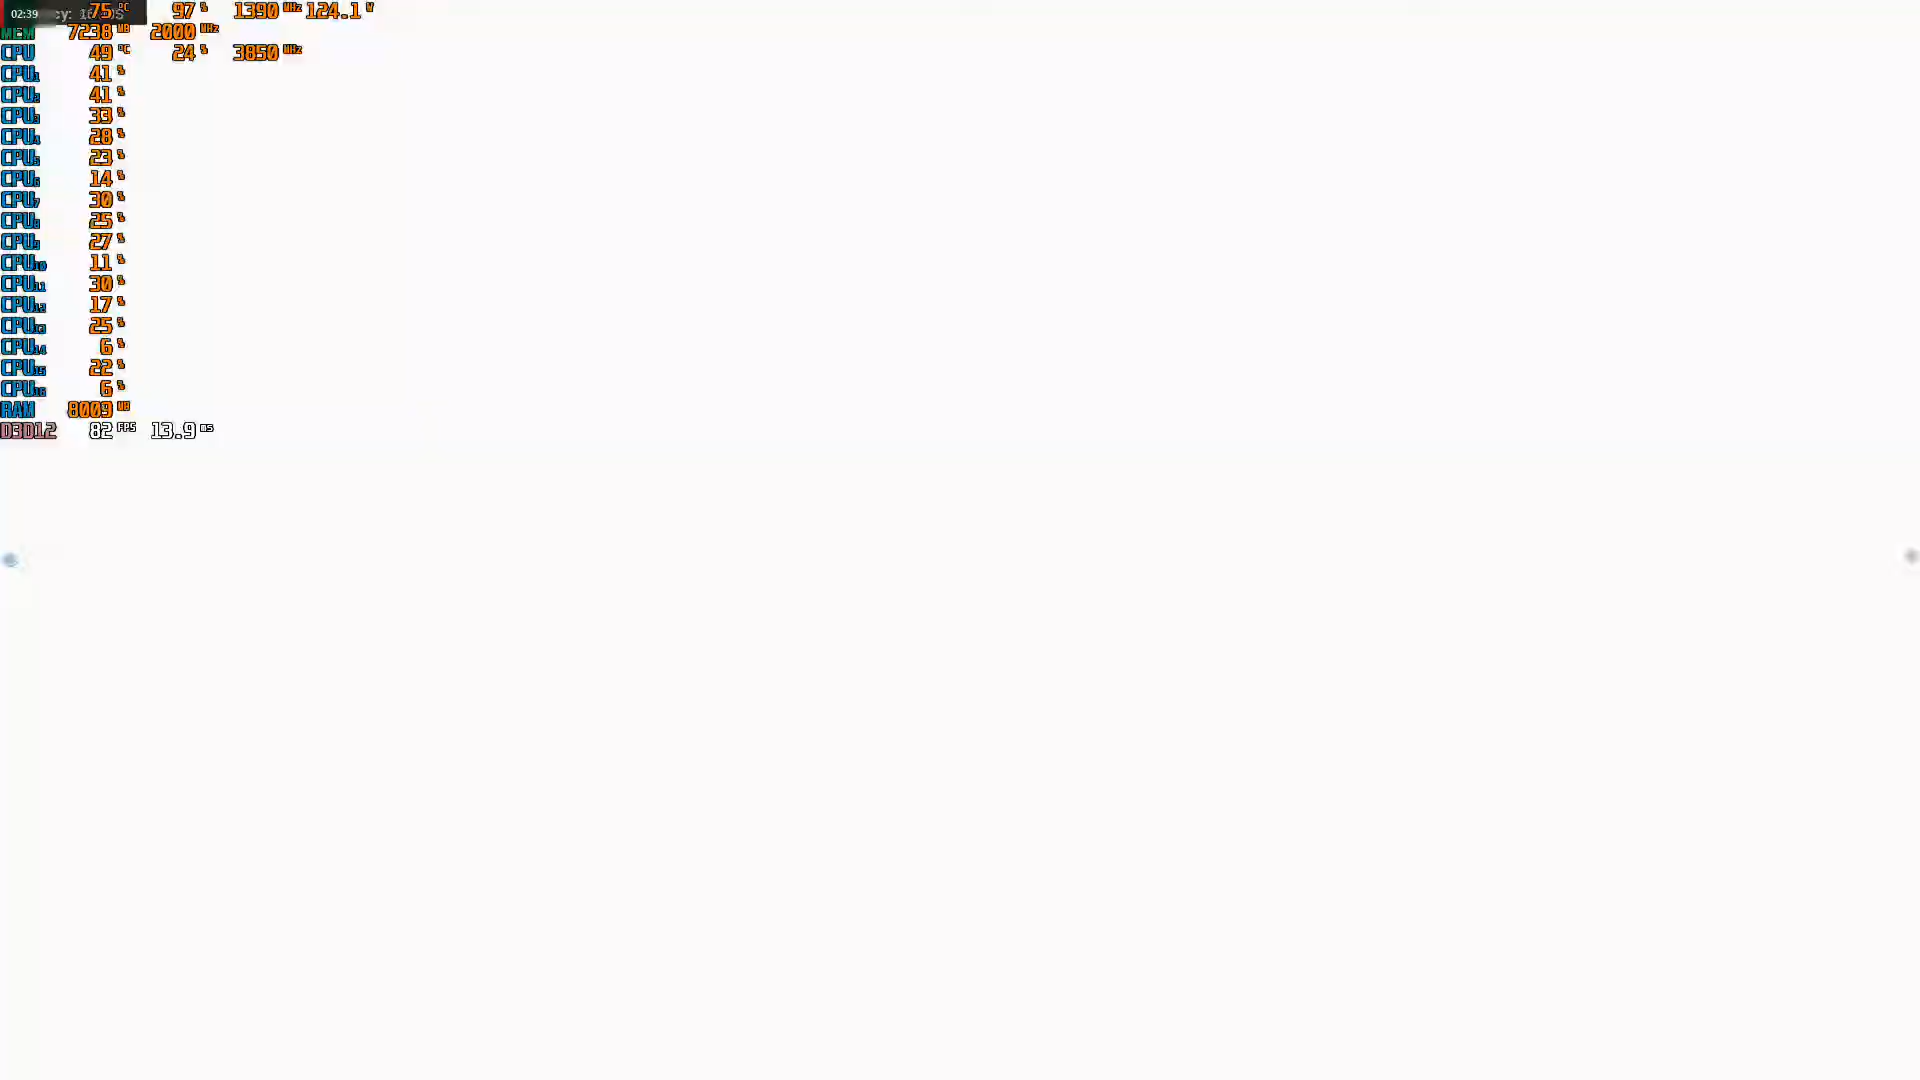 02:39 cy: 75 °C 97 % 1390 MHz 124.1 W
MEM 7238 MB 2000 MHz
CPU 49 °C 24 % 3850 MHz
CPU1 41 %
CPU2 41 %
CPU3 33 %
CPU4 28 %
CPU5 23 %
CPU6 14 %
CPU7 30 %
CPU8 25 %
CPU9 27 %
CPU10 11 %
CPU11 30 %
CPU12 17 %
CPU13 25 %
CPU14 6 %
CPU15 22 %
CPU16 6 %
RAM 8009 MB
D3D12 82 FPS 13.9 ms